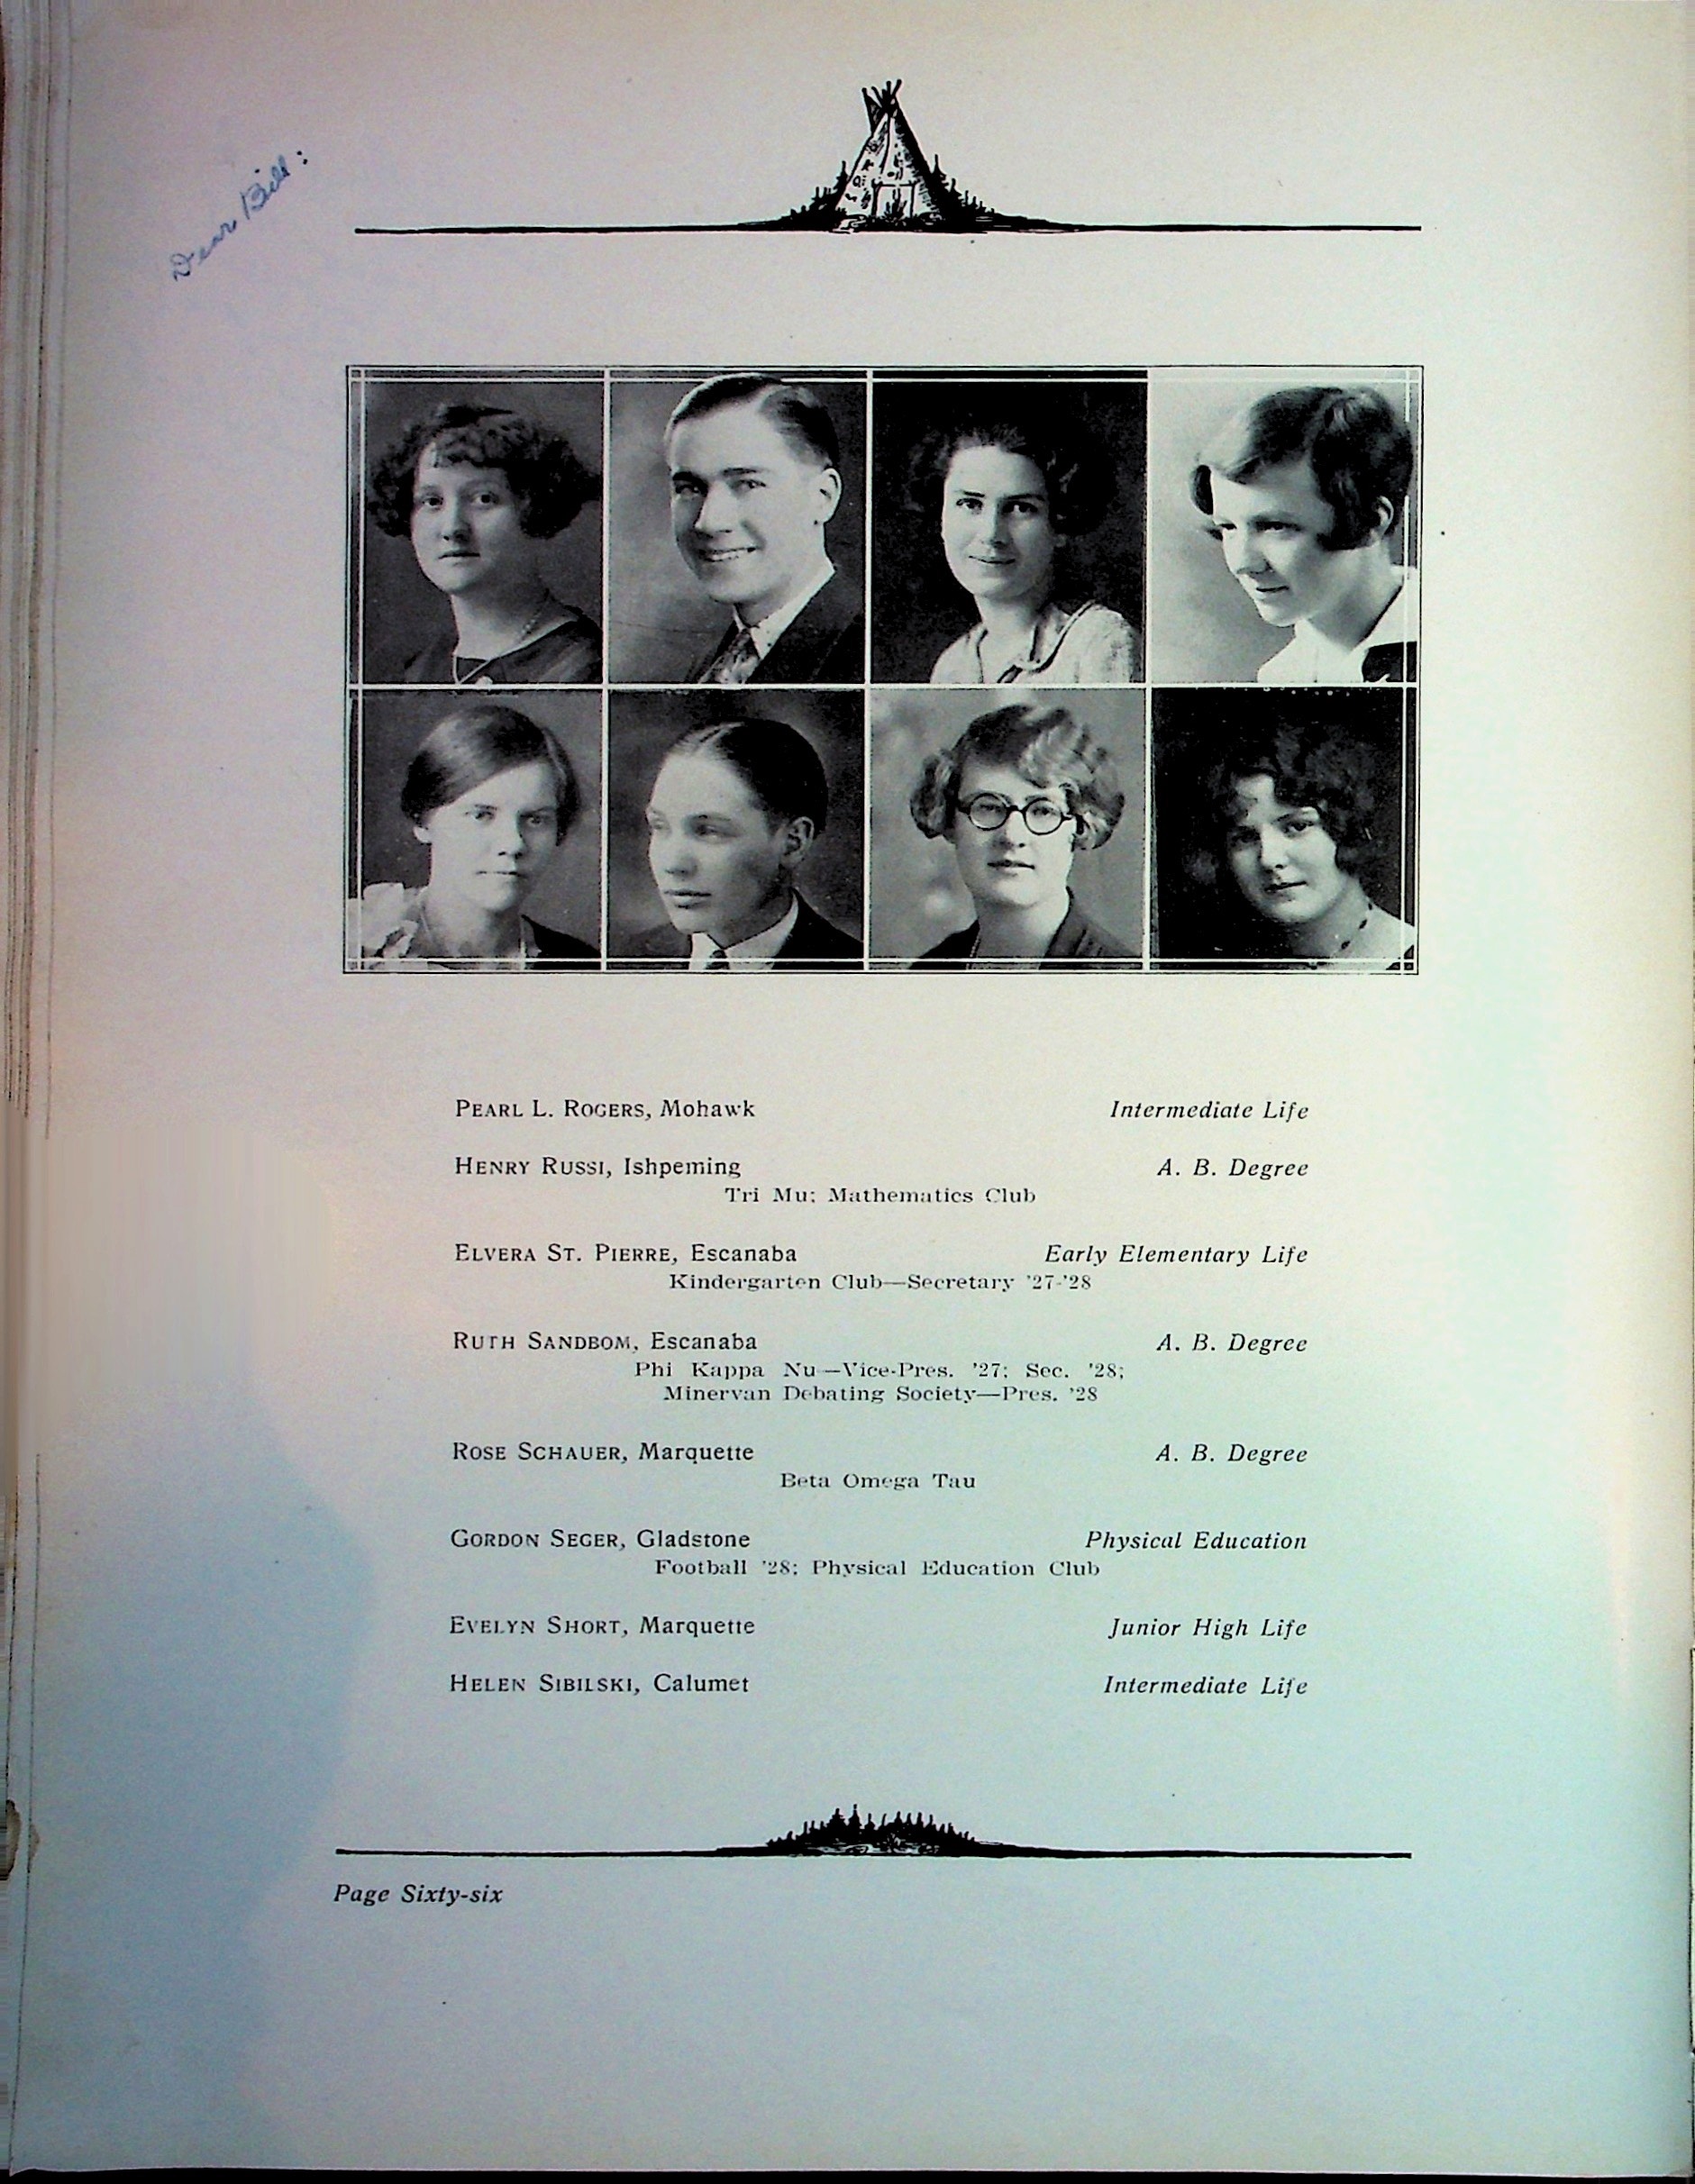 Dear Bill:
PEARL L. ROGERS, Mohawk Intermediate Life
HENRY RUSSI, Ishpeming A. B. Degree
Tri Mu; Mathematics Club
ELVERA ST. PIERRE, Escanaba Early Elementary Life
Kindergarten Club—Secretary '27-'28
RUTH SANDBOM, Escanaba A. B. Degree
Phi Kappa Nu—Vice-Pres. '27; Sec. '28;
Minervan Debating Society—Pres. '28
ROSE SCHAUER, Marquette A. B. Degree
Beta Omega Tau
GORDON SEGER, Gladstone Physical Education
Football '28; Physical Education Club
EVELYN SHORT, Marquette Junior High Life
HELEN SIBILSKI, Calumet Intermediate Life
Page Sixty-six